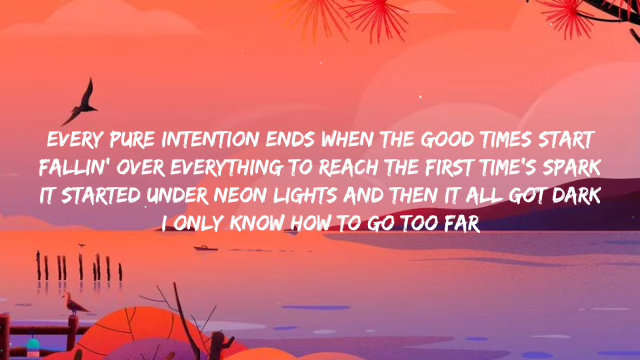 EVERY PURE INTENTION ENDS WHEN THE GOOD TIMES START
FALLIN' OVER EVERYTHING TO REACH THE FIRST TIME'S SPARK
IT STARTED UNDER NEON LIGHTS AND THEN IT ALL GOT DARK
I ONLY KNOW HOW TO GO TOO FAR